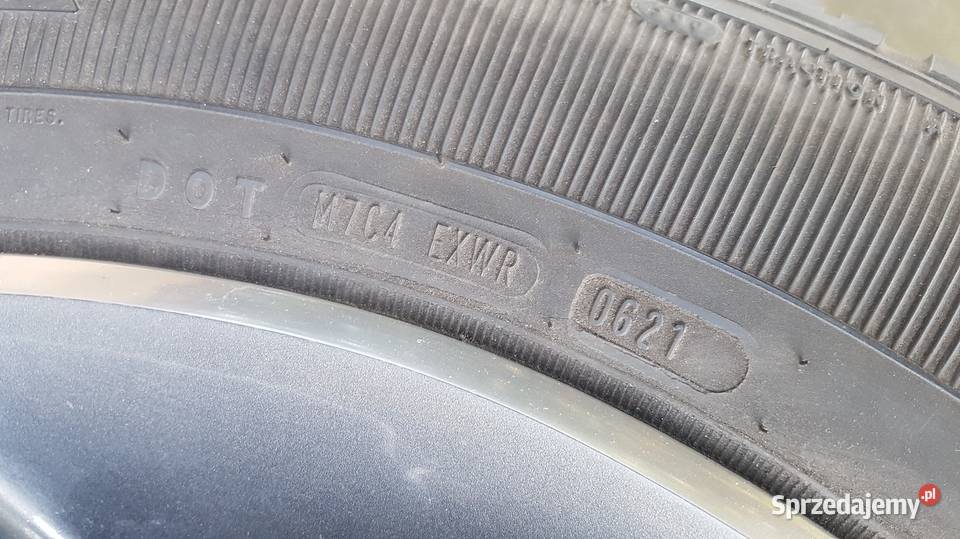 TIRES.
DOT M7C4 EXWR 0621
Sprzedajemy.pl